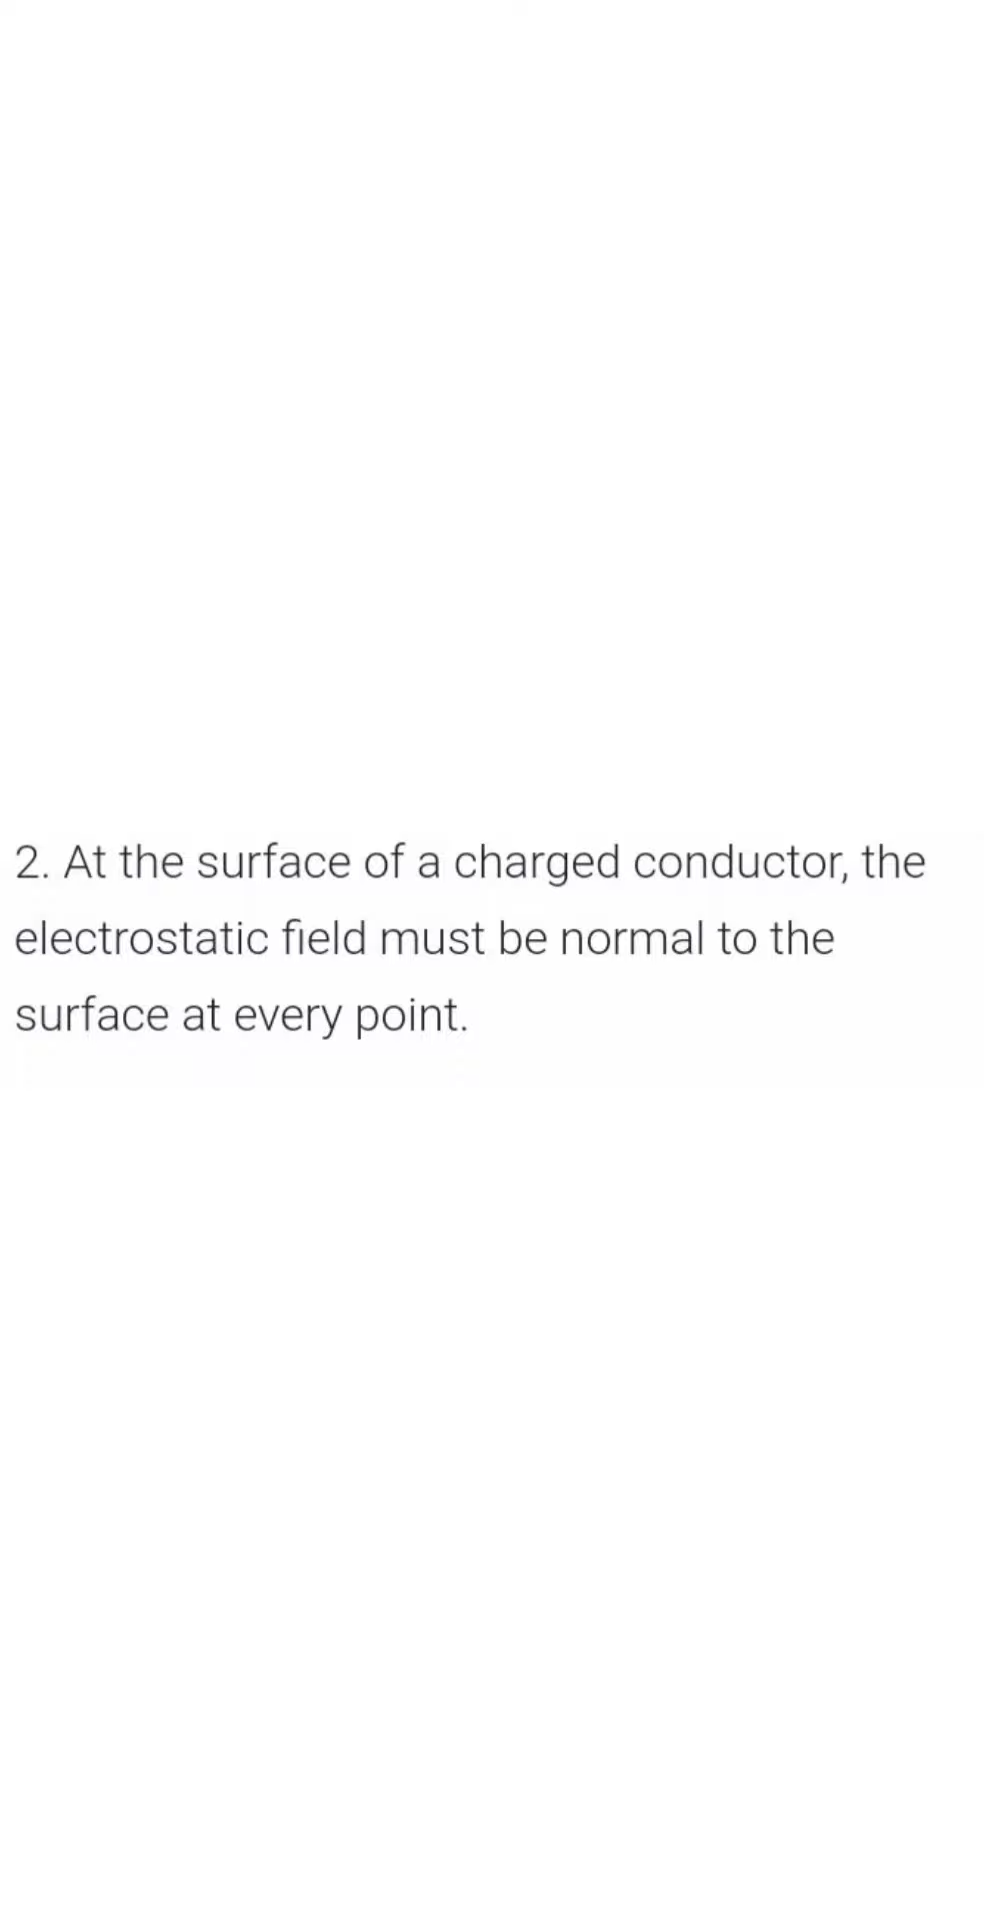 2. At the surface of a charged conductor, the
electrostatic field must be normal to the
surface at every point.